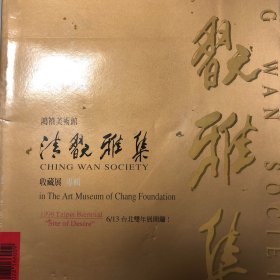 鴻禧美術館
清翫雅集
CHING WAN SOCIETY
收藏展
in The Art Museum of Chang Foundation
1998 Taipei Biennial
"Site of Desire"
6/13 台北雙年展開鑼!
G WAN SOCIE
翫雅集